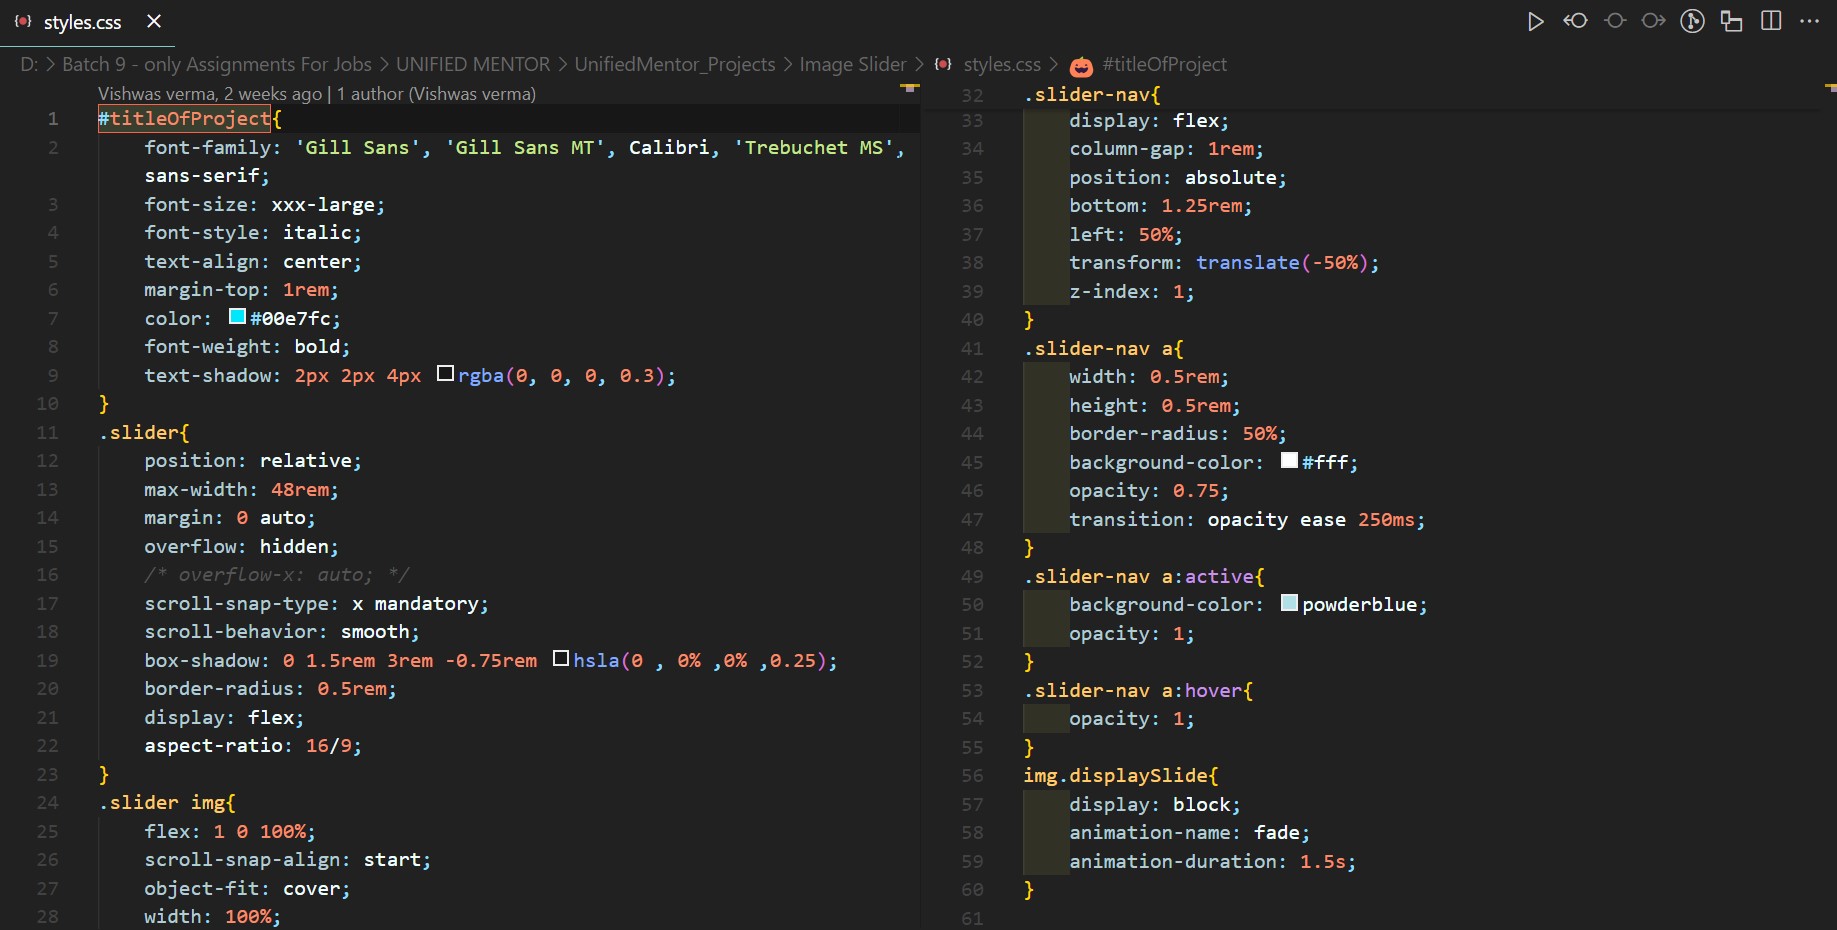 styles.css
D: > Batch 9 - only Assignments For Jobs > UNIFIED MENTOR > UnifiedMentor_Projects > Image Slider > styles.css > #titleOfProject
Vishwas verma, 2 weeks ago | 1 author (Vishwas verma)
1 #titleOfProject{
2 font-family: 'Gill Sans', 'Gill Sans MT', Calibri, 'Trebuchet MS',
sans-serif;
3 font-size: xxx-large;
4 font-style: italic;
5 text-align: center;
6 margin-top: 1rem;
7 color: #00e7fc;
8 font-weight: bold;
9 text-shadow: 2px 2px 4px rgba(0, 0, 0, 0.3);
10 }
11 .slider{
12 position: relative;
13 max-width: 48rem;
14 margin: 0 auto;
15 overflow: hidden;
16 /* overflow-x: auto; */
17 scroll-snap-type: x mandatory;
18 scroll-behavior: smooth;
19 box-shadow: 0 1.5rem 3rem -0.75rem hsla(0 , 0% ,0% ,0.25);
20 border-radius: 0.5rem;
21 display: flex;
22 aspect-ratio: 16/9;
23 }
24 .slider img{
25 flex: 1 0 100%;
26 scroll-snap-align: start;
27 object-fit: cover;
28 width: 100%;
32 .slider-nav{
33 display: flex;
34 column-gap: 1rem;
35 position: absolute;
36 bottom: 1.25rem;
37 left: 50%;
38 transform: translate(-50%);
39 z-index: 1;
40 }
41 .slider-nav a{
42 width: 0.5rem;
43 height: 0.5rem;
44 border-radius: 50%;
45 background-color: #fff;
46 opacity: 0.75;
47 transition: opacity ease 250ms;
48 }
49 .slider-nav a:active{
50 background-color: powderblue;
51 opacity: 1;
52 }
53 .slider-nav a:hover{
54 opacity: 1;
55 }
56 img.displaySlide{
57 display: block;
58 animation-name: fade;
59 animation-duration: 1.5s;
60 }
61